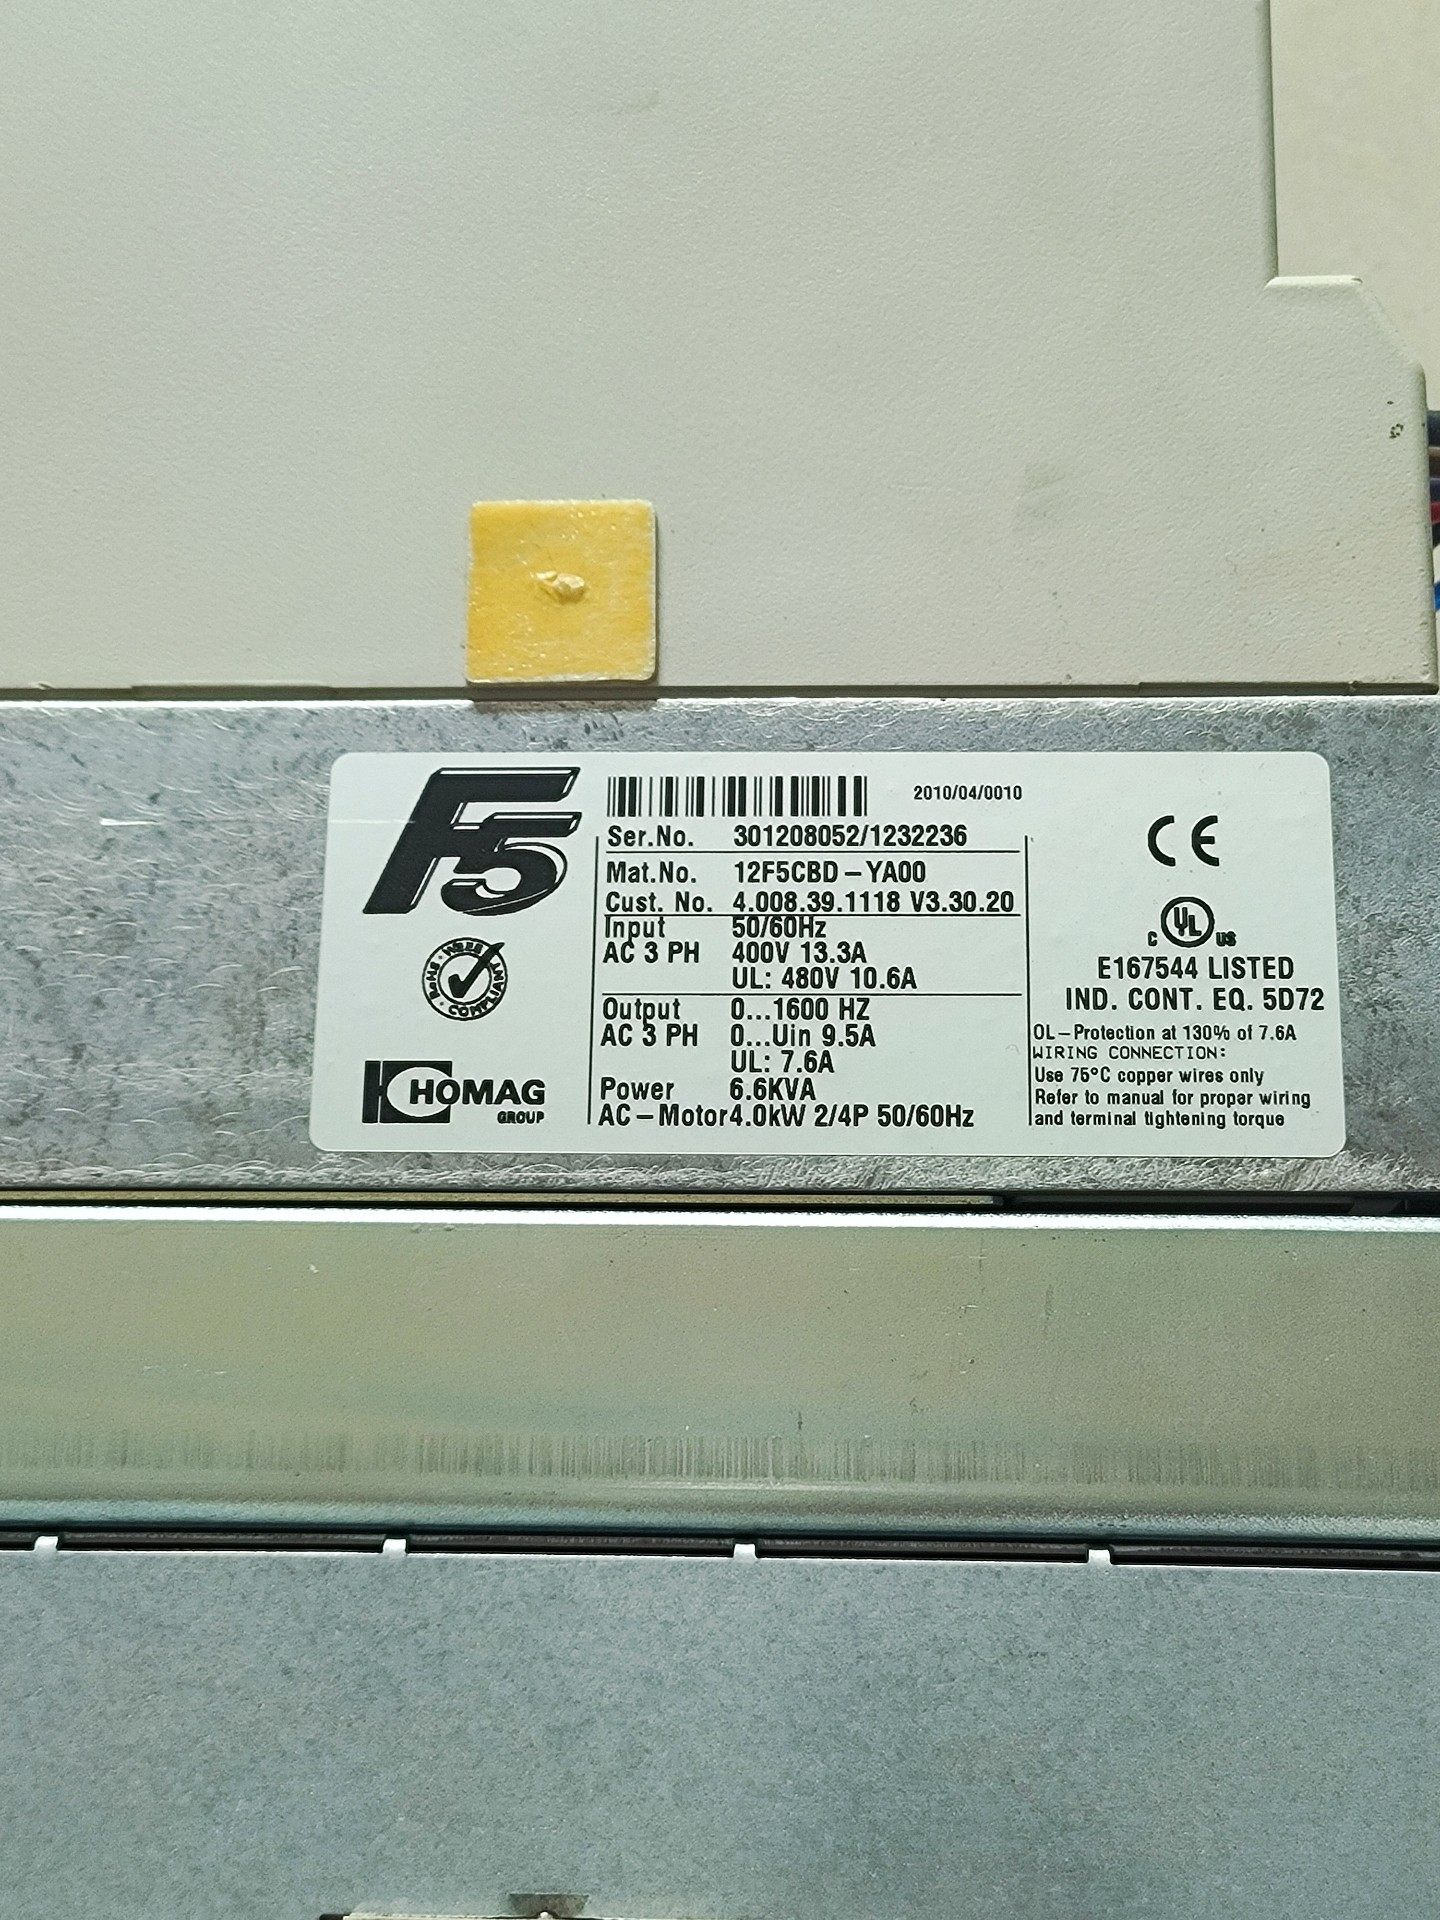 F5
2010/04/0010
Ser.No. 301208052/1232236
Mat.No. 12F5CBD-YA00
Cust. No. 4.008.39.1118 V3.30.20
Input 50/60Hz
AC 3 PH 400V 13.3A
UL: 480V 10.6A
Output 0...1600 HZ
AC 3 PH 0...Uin 9.5A
UL: 7.6A
Power 6.6KVA
AC-Motor 4.0kW 2/4P 50/60Hz
COMPLIANT
HOMAG
GROUP
CE
C UL US
E167544 LISTED
IND. CONT. EQ. 5D72
OL-Protection at 130% of 7.6A
WIRING CONNECTION:
Use 75°C copper wires only
Refer to manual for proper wiring
and terminal tightening torque